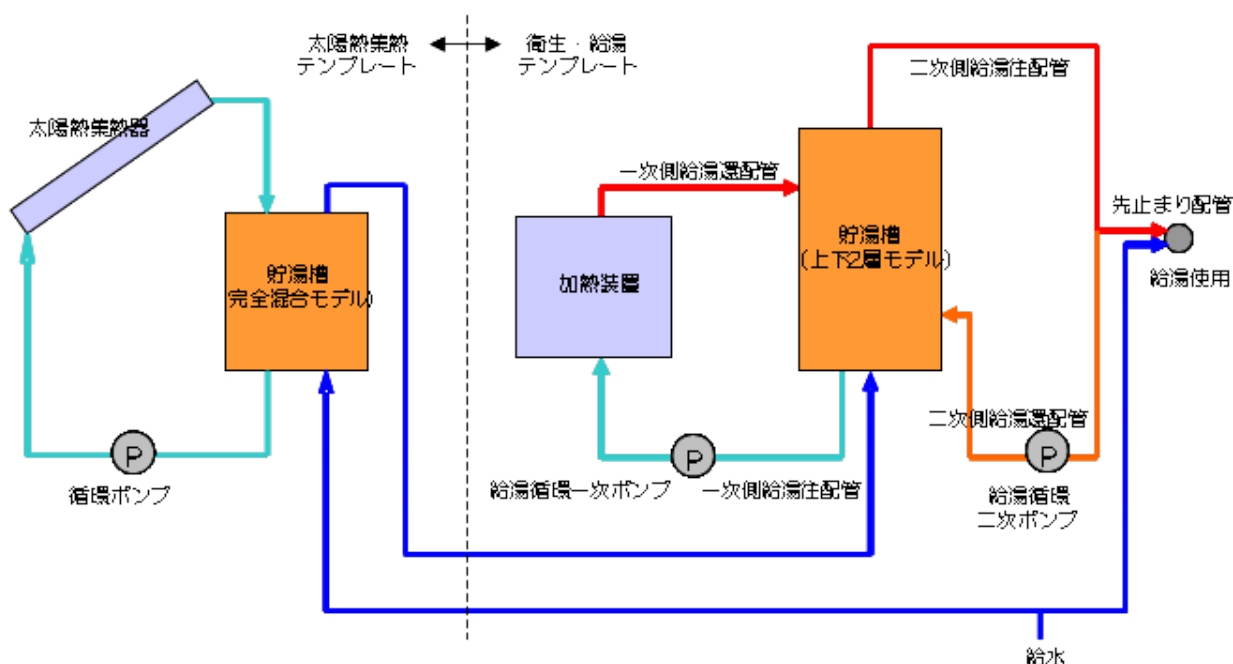 太陽熱集熱
テンプレート
衛生・給湯
テンプレート
二次側給湯往配管
太陽熱集熱器
一次側給湯還配管
先止まり配管
貯湯槽
完全混合モデル)
加熱装置
貯湯槽
(上下2層モデル)
給湯使用
二次側給湯還配管
P
P
P
循環ポンプ
給湯循環一次ポンプ
一次側給湯往配管
給湯循環
二次ポンプ
給水